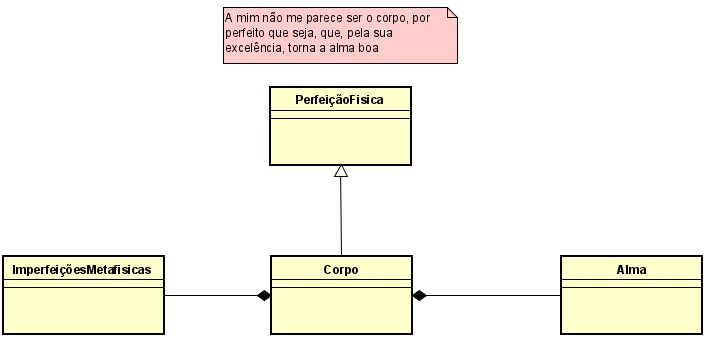 A mim não me parece ser o corpo, por
perfeito que seja, que, pela sua
excelência, torna a alma boa
PerfeiçãoFisica
ImperfeiçõesMetafisicas
Corpo
Alma